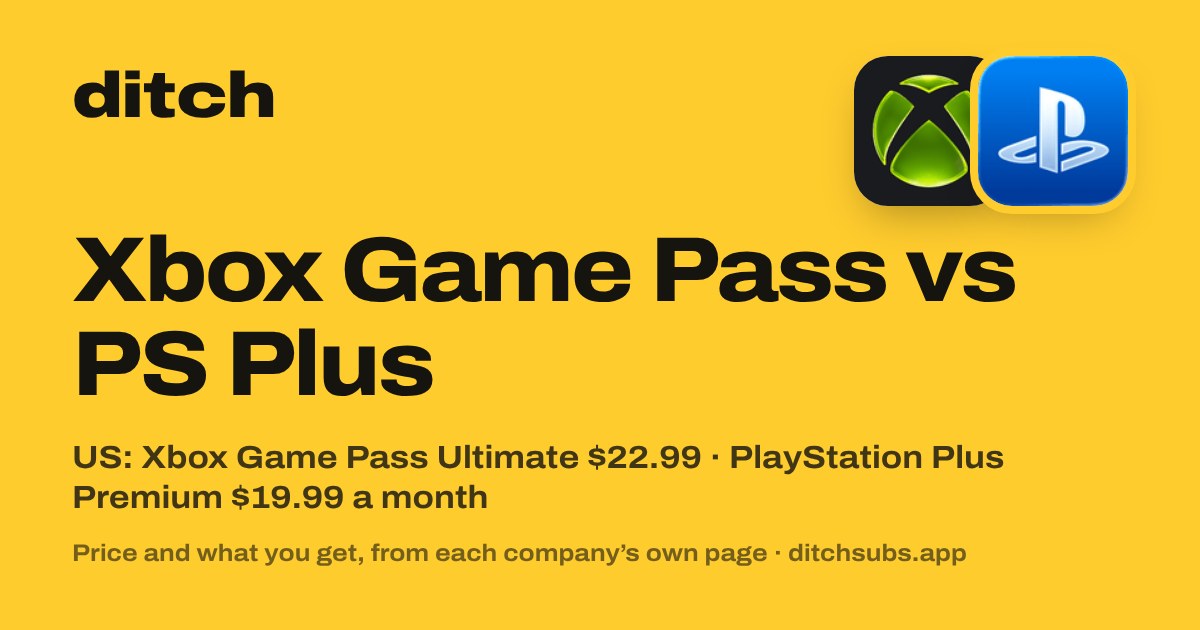 ditch
Xbox Game Pass vs
PS Plus
US: Xbox Game Pass Ultimate $22.99 · PlayStation Plus
Premium $19.99 a month
Price and what you get, from each company’s own page · ditchsubs.app